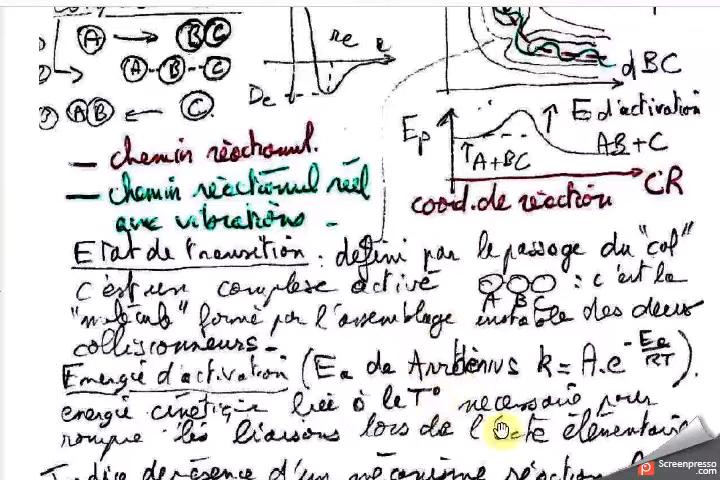 A → B C
re
r
A - B - C
De
dBC
A B ← C
Ep
E d'activation
A + BC
AB + C
— chemin réactionnel.
CR
— chemin réactionnel réel
avec vibrations -
coord. de réaction
Etat de transition : défini par le passage du "col"
c'est un complexe activé : c'est la
A B C
"molécule" formée par l'assemblage instable des deux
collisionneurs -
Energie d'activation (Ea de Arrhénius k = A.e^-Ea/RT).
énergie cinétique liée à la T° nécessaire pour
rompre les liaisons lors de l'acte élémentaire
d'un mécanisme
Screenpresso